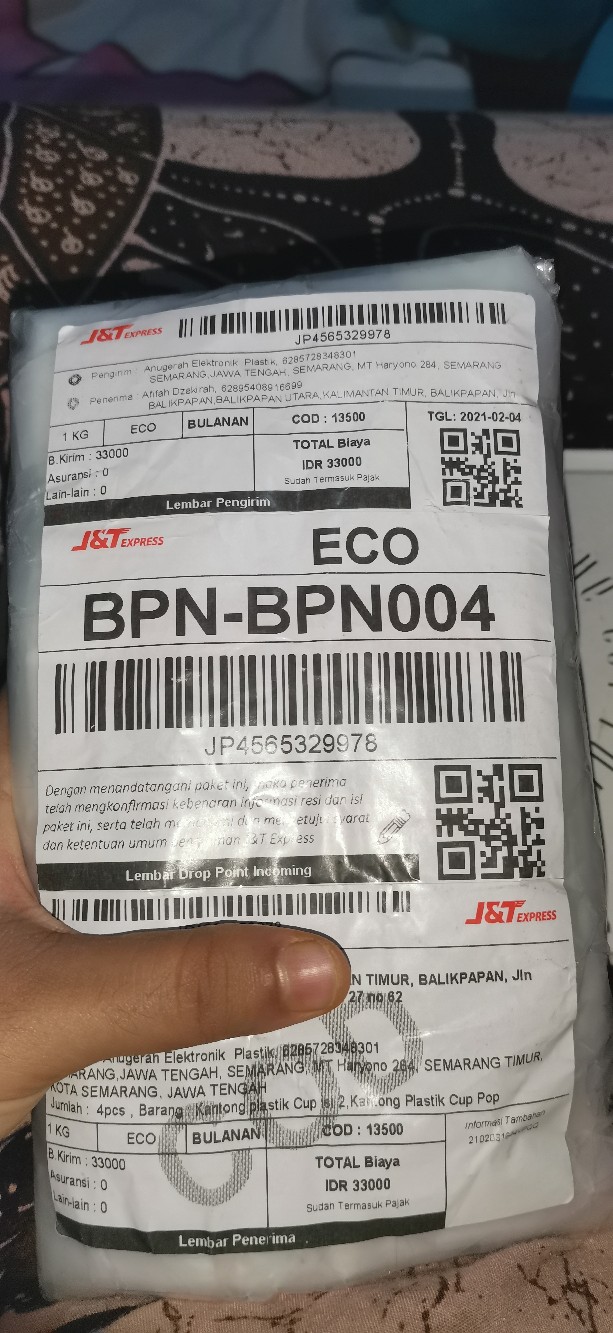 J&T EXPRESS
JP4565329978
Pengirim : Anugerah Elektronik Plastik, 6285728348301
SEMARANG,JAWA TENGAH, SEMARANG, MT Haryono 284, SEMARANG
Penerima : Afifah Dzekirah, 62895408916699
BALIKPAPAN,BALIKPAPAN UTARA,KALIMANTAN TIMUR, BALIKPAPAN, Jln
1 KG ECO BULANAN COD : 13500 TGL: 2021-02-04
B.Kirim : 33000
Asuransi : 0
Lain-lain : 0
TOTAL Biaya
IDR 33000
Sudah Termasuk Pajak
Lembar Pengirim
J&T EXPRESS ECO
BPN-BPN004
JP4565329978
Dengan menandatangani paket ini, maka penerima
telah mengkonfirmasi kebenaran informasi resi dan isi
paket ini, serta telah dan syarat
dan ketentuan umum J&T Express
Lembar Drop Point Incoming
J&T EXPRESS
N TIMUR, BALIKPAPAN, Jln
27 no 62
Anugerah Elektronik Plastik, 6285728348301
ARANG,JAWA TENGAH, SEMARANG, MT Haryono 284, SEMARANG TIMUR,
KOTA SEMARANG, JAWA TENGAH
Jumlah : 4pcs , Barang : Kantong plastik Cup isi 2,Kantong Plastik Cup Pop
1 KG ECO BULANAN COD : 13500
B.Kirim : 33000
Asuransi : 0
Lain-lain : 0
TOTAL Biaya
IDR 33000
Sudah Termasuk Pajak
Informasi Tambahan
Lembar Penerima